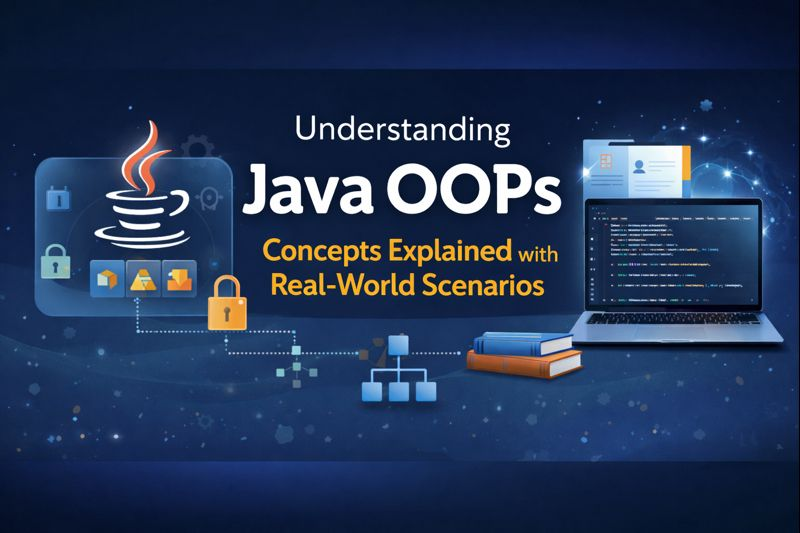 Understanding
Java OOPs
Concepts Explained with
Real-World Scenarios